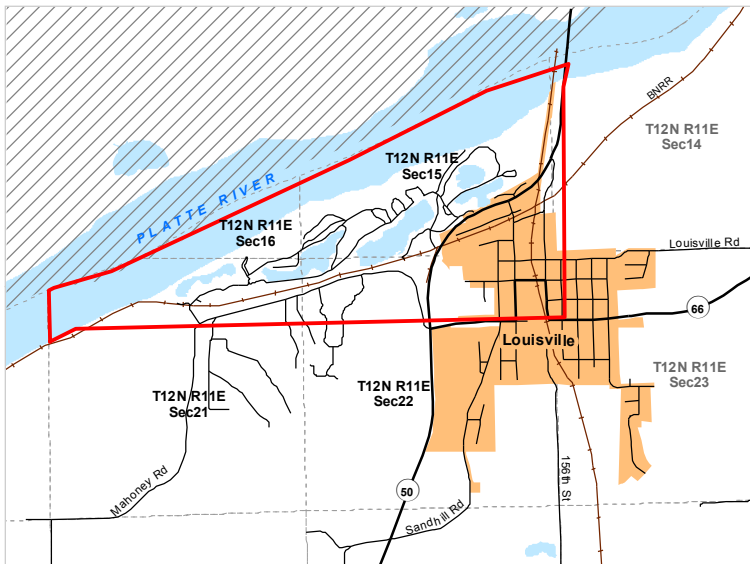 BNRR
T12N R11E
Sec14
T12N R11E
Sec15
PLATTE RIVER
T12N R11E
Sec16
Louisville Rd
66
Louisville
T12N R11E
Sec23
T12N R11E
Sec22
T12N R11E
Sec21
156th St
Mahoney Rd
50
Sandhill Rd